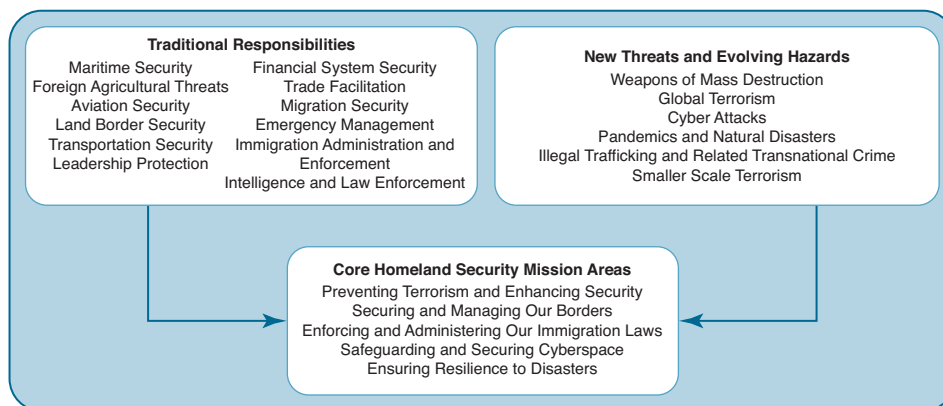 Traditional Responsibilities
Maritime Security
Foreign Agricultural Threats
Aviation Security
Land Border Security
Transportation Security
Leadership Protection
Financial System Security
Trade Facilitation
Migration Security
Emergency Management
Immigration Administration and
Enforcement
Intelligence and Law Enforcement
New Threats and Evolving Hazards
Weapons of Mass Destruction
Global Terrorism
Cyber Attacks
Pandemics and Natural Disasters
Illegal Trafficking and Related Transnational Crime
Smaller Scale Terrorism
Core Homeland Security Mission Areas
Preventing Terrorism and Enhancing Security
Securing and Managing Our Borders
Enforcing and Administering Our Immigration Laws
Safeguarding and Securing Cyberspace
Ensuring Resilience to Disasters